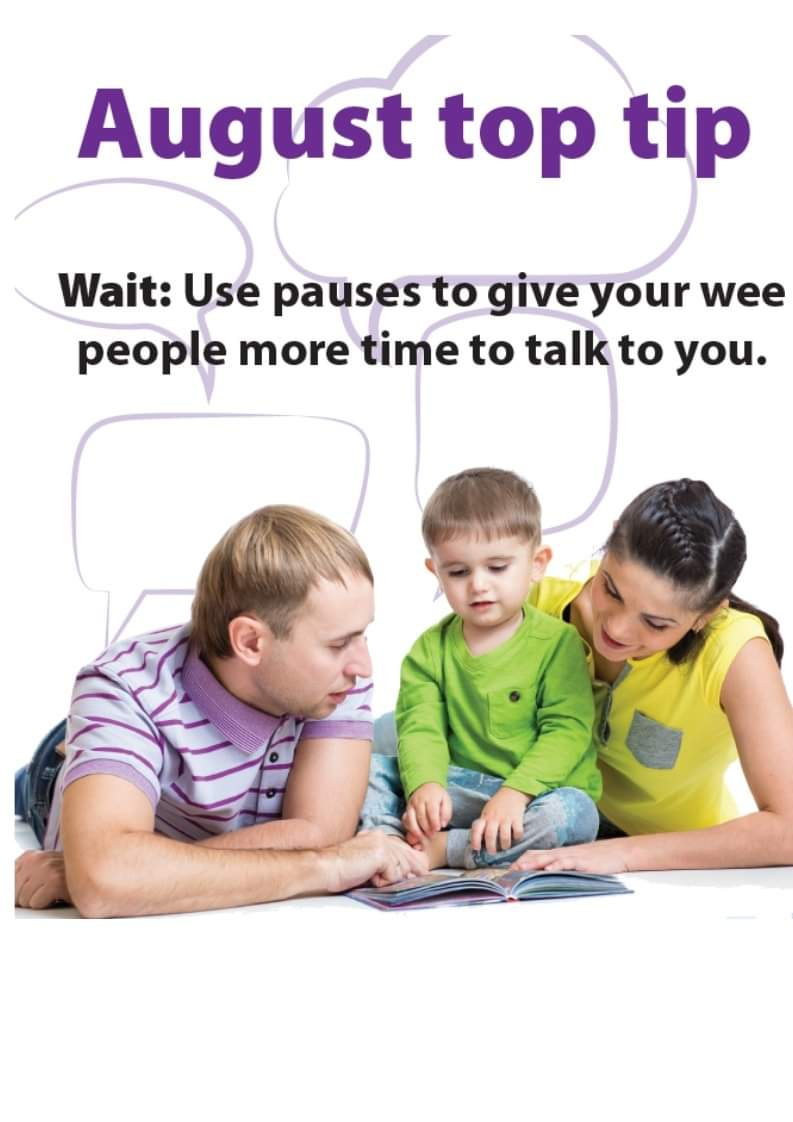 August top tip
Wait: Use pauses to give your wee
people more time to talk to you.